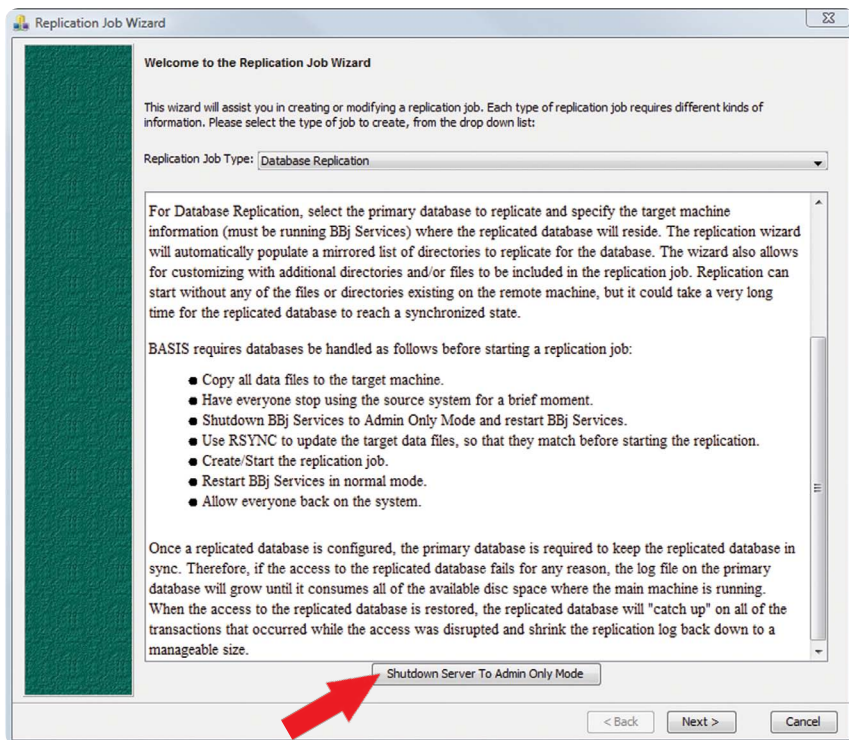 Replication Job Wizard
Welcome to the Replication Job Wizard
This wizard will assist you in creating or modifying a replication job. Each type of replication job requires different kinds of
information. Please select the type of job to create, from the drop down list:
Replication Job Type: Database Replication
For Database Replication, select the primary database to replicate and specify the target machine
information (must be running BBj Services) where the replicated database will reside. The replication wizard
will automatically populate a mirrored list of directories to replicate for the database. The wizard also allows
for customizing with additional directories and/or files to be included in the replication job. Replication can
start without any of the files or directories existing on the remote machine, but it could take a very long
time for the replicated database to reach a synchronized state.
BASIS requires databases be handled as follows before starting a replication job:
● Copy all data files to the target machine.
● Have everyone stop using the source system for a brief moment.
● Shutdown BBj Services to Admin Only Mode and restart BBj Services.
● Use RSYNC to update the target data files, so that they match before starting the replication.
● Create/Start the replication job.
● Restart BBj Services in normal mode.
● Allow everyone back on the system.
Once a replicated database is configured, the primary database is required to keep the replicated database in
sync. Therefore, if the access to the replicated database fails for any reason, the log file on the primary
database will grow until it consumes all of the available disc space where the main machine is running.
When the access to the replicated database is restored, the replicated database will "catch up" on all of the
transactions that occurred while the access was disrupted and shrink the replication log back down to a
manageable size.
Shutdown Server To Admin Only Mode
< Back Next > Cancel